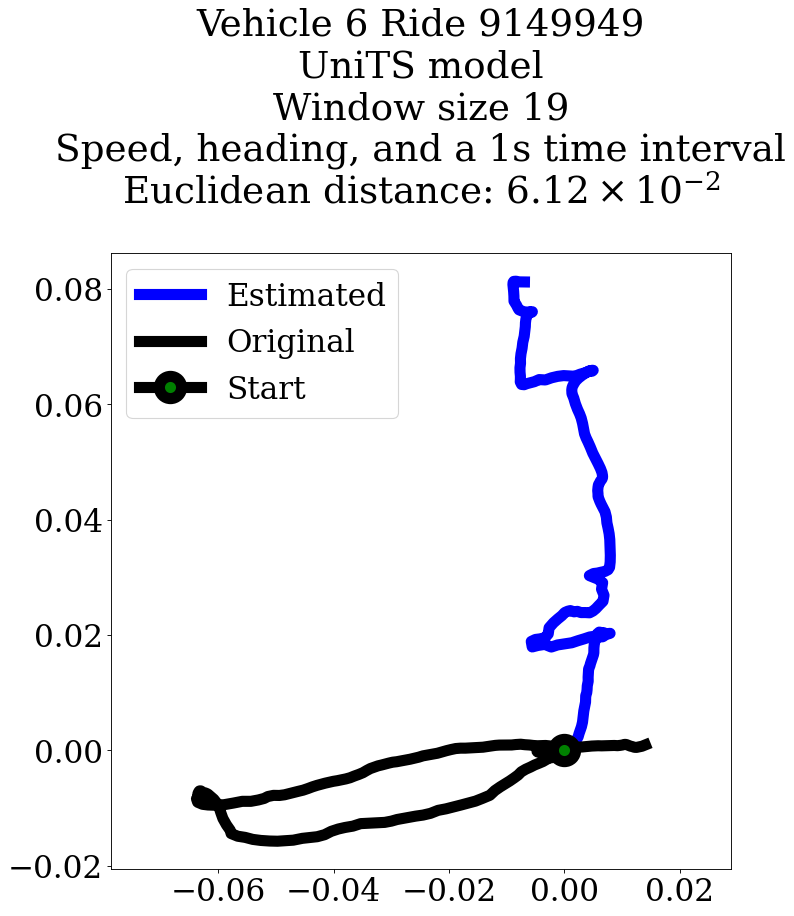 Vehicle 6 Ride 9149949
UniTS model
Window size 19
Speed, heading, and a 1s time interval
Euclidean distance: 6.12 × 10⁻²
Estimated
Original
Start
0.08
0.06
0.04
0.02
0.00
−0.02
−0.06 −0.04 −0.02 0.00 0.02